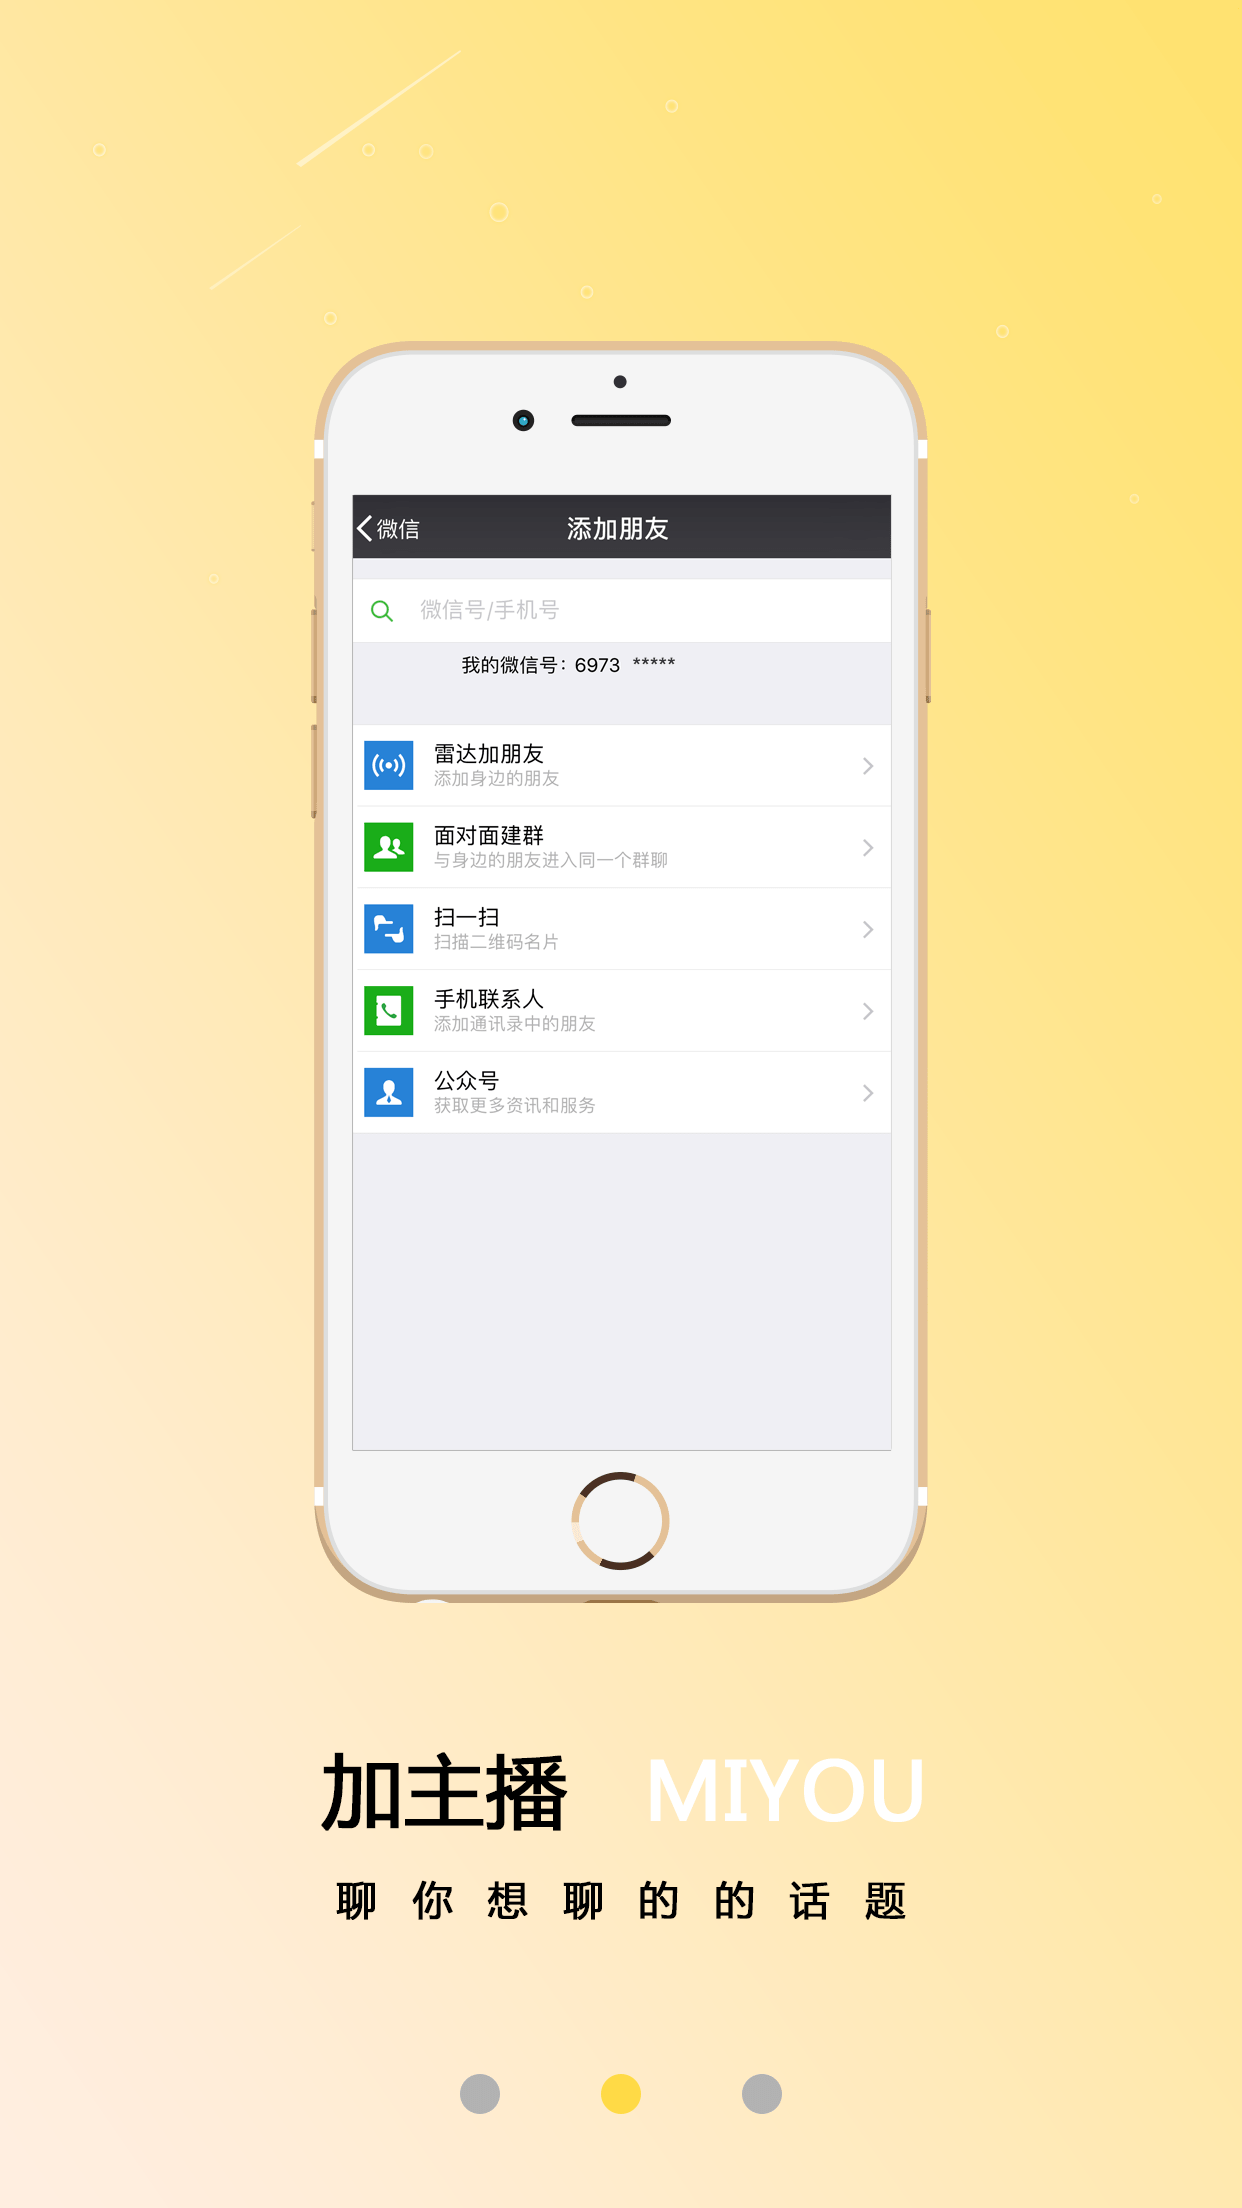 微信 添加朋友
微信号/手机号
我的微信号：6973 *****
雷达加朋友
添加身边的朋友
面对面建群
与身边的朋友进入同一个群聊
扫一扫
扫描二维码名片
手机联系人
添加通讯录中的朋友
公众号
获取更多资讯和服务
加主播 MIYOU
聊你想聊的的话题